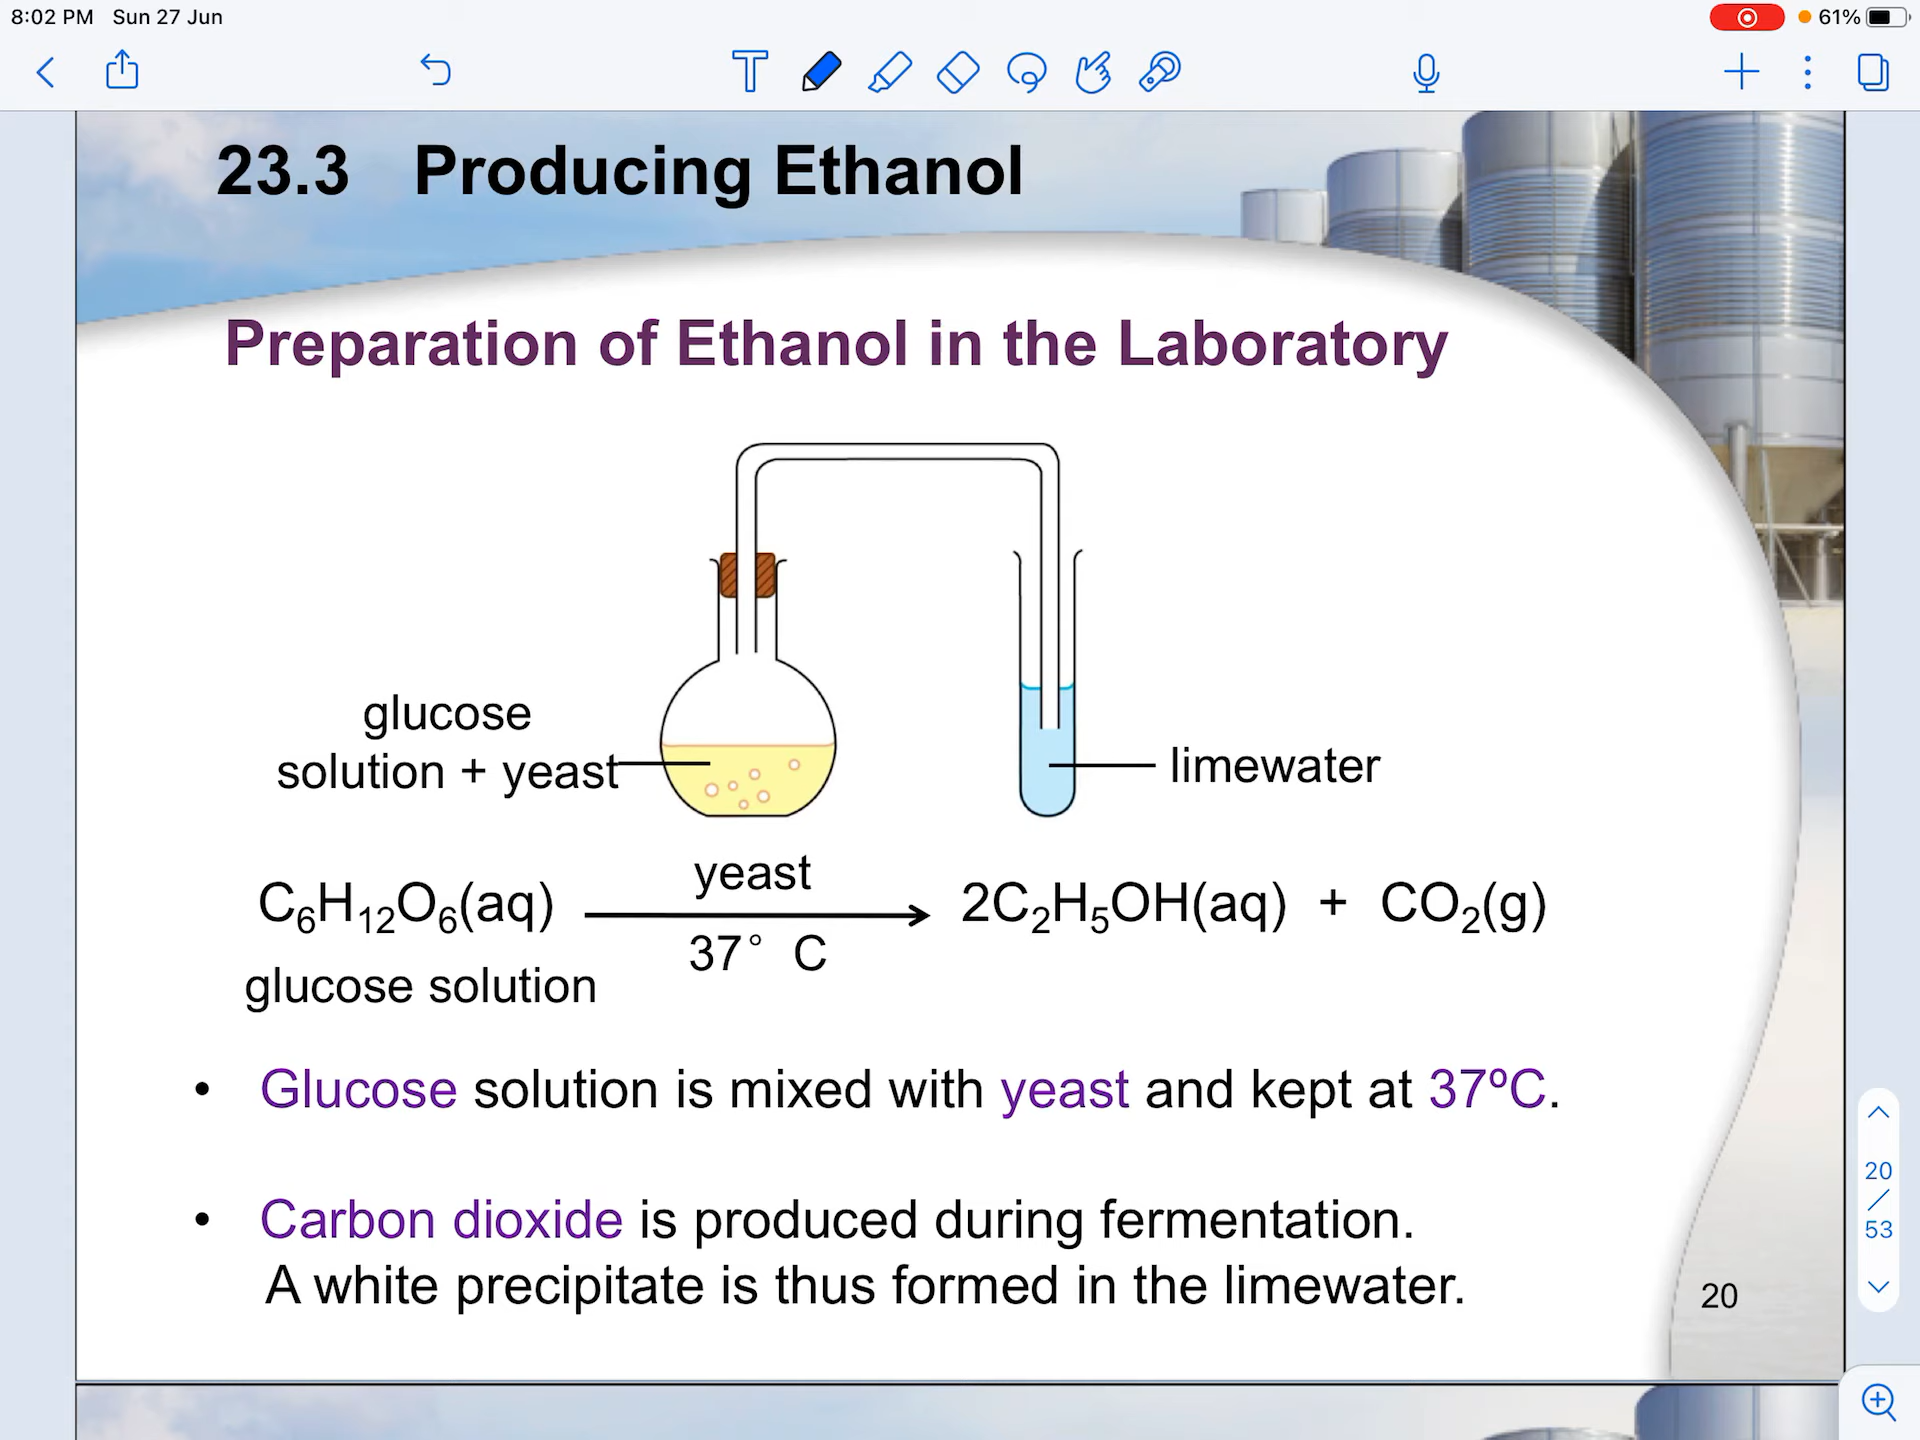 8:02 PM Sun 27 Jun
61%
23.3 Producing Ethanol
Preparation of Ethanol in the Laboratory
glucose
solution + yeast
limewater
yeast
C₆H₁₂O₆(aq) → 2C₂H₅OH(aq) + CO₂(g)
37° C
glucose solution
• Glucose solution is mixed with yeast and kept at 37ºC.
• Carbon dioxide is produced during fermentation.
A white precipitate is thus formed in the limewater.
20
20
/
53